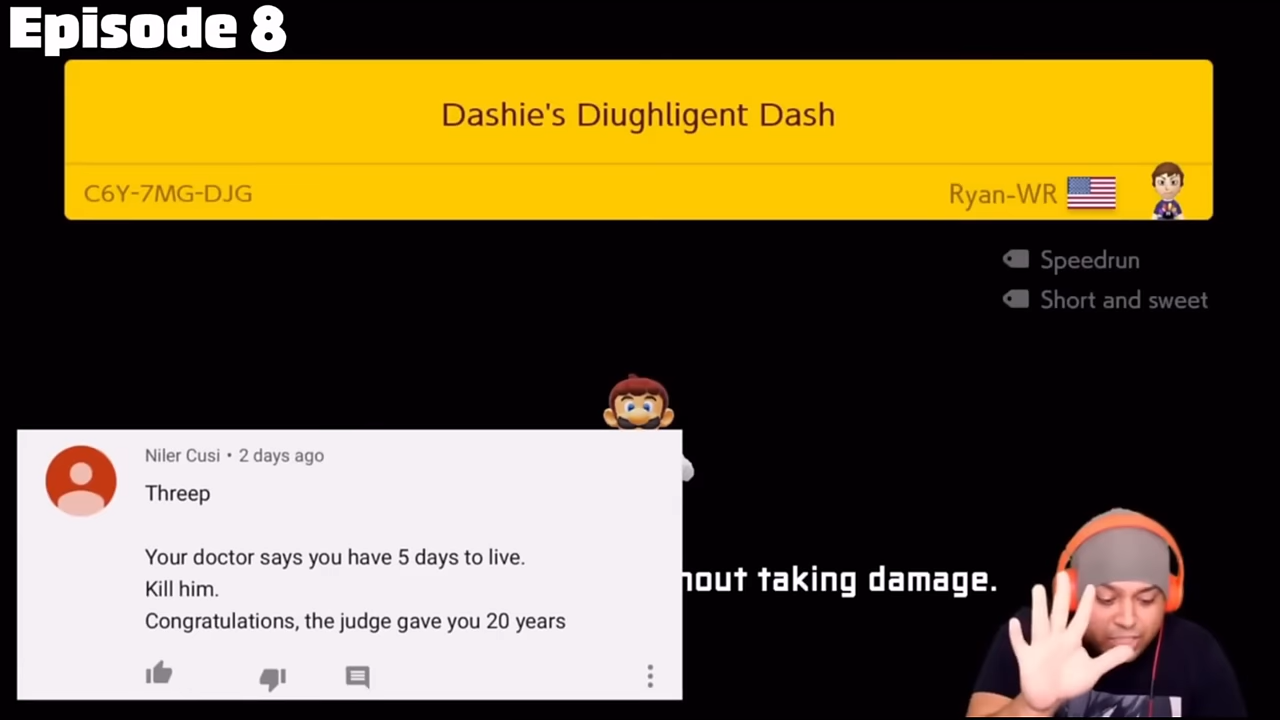 Episode 8
Dashie's Diughligent Dash
C6Y-7MG-DJG
Ryan-WR
Speedrun
Short and sweet
Niler Cusi • 2 days ago
Threep
Your doctor says you have 5 days to live.
Kill him.
Congratulations, the judge gave you 20 years
taking damage.